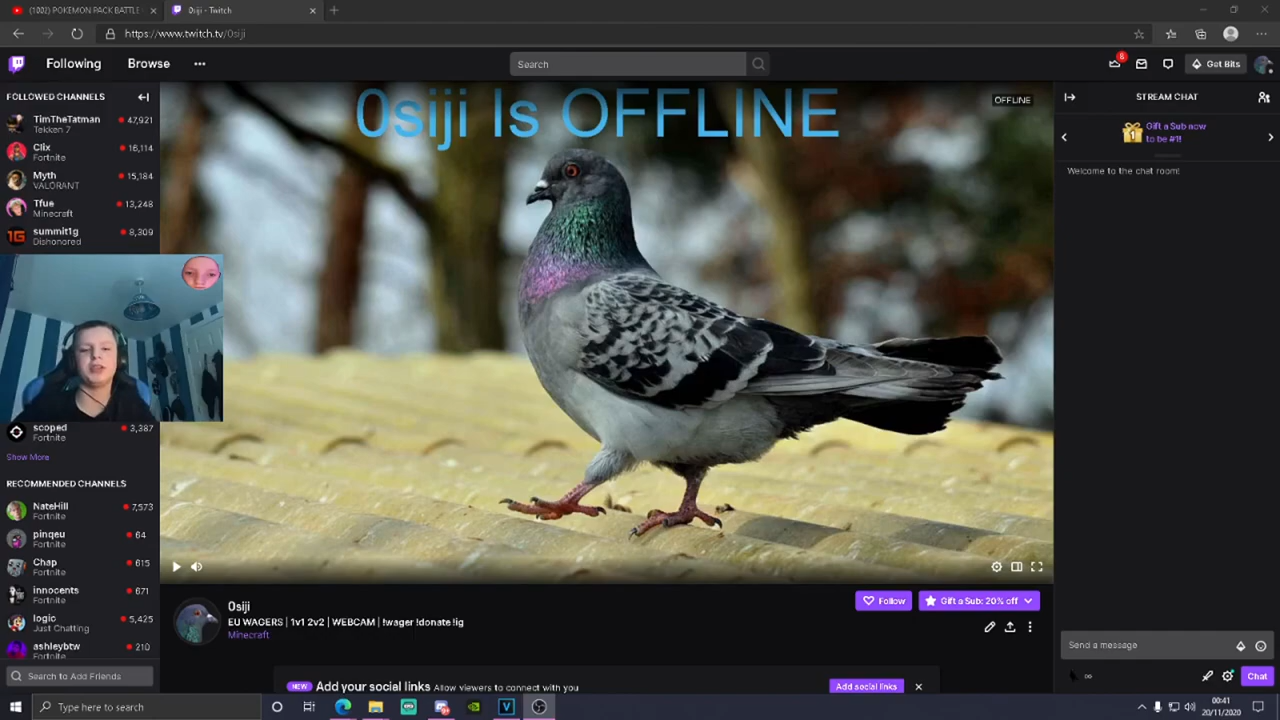 (1002) POKEMON PACK BATTLE
0siji - Twitch
https://www.twitch.tv/0siji
Following
Browse
Search
8
Get Bits
FOLLOWED CHANNELS
TimTheTatman
47,921
Tekken 7
Clix
16,114
Fortnite
Myth
15,184
VALORANT
Tfue
13,248
Minecraft
summit1g
8,309
Dishonored
scoped
3,387
Fortnite
Show More
RECOMMENDED CHANNELS
NateHill
7,573
Fortnite
pinqeu
64
Fortnite
Chap
615
Fortnite
innocents
671
Fortnite
logic
5,425
Just Chatting
ashleybtw
210
Fortnite
Search to Add Friends
0siji Is OFFLINE
OFFLINE
0siji
EU WAGERS | 1v1 2v2 | WEBCAM | !wager !donate !ig
Minecraft
Follow
Gift a Sub: 20% off
NEW Add your social links Allow viewers to connect with you
Add social links
STREAM CHAT
1
Gift a Sub now
to be #1!
Welcome to the chat room!
Send a message
Chat
Type here to search
00:41
20/11/2020